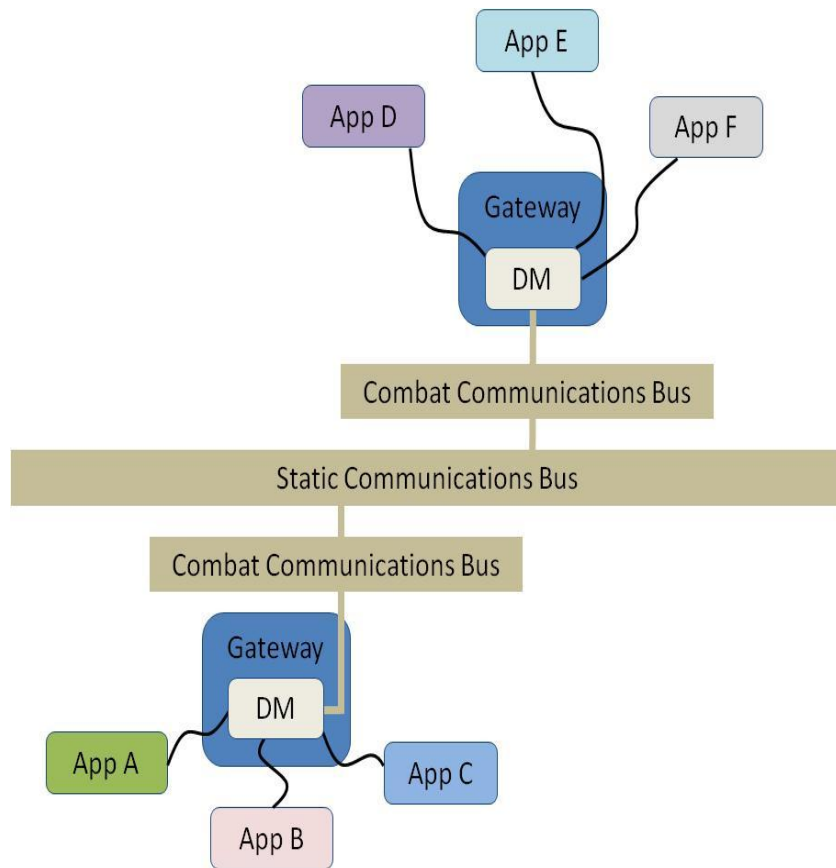 App E
App D
App F
Gateway
DM
Combat Communications Bus
Static Communications Bus
Combat Communications Bus
Gateway
DM
App A
App C
App B